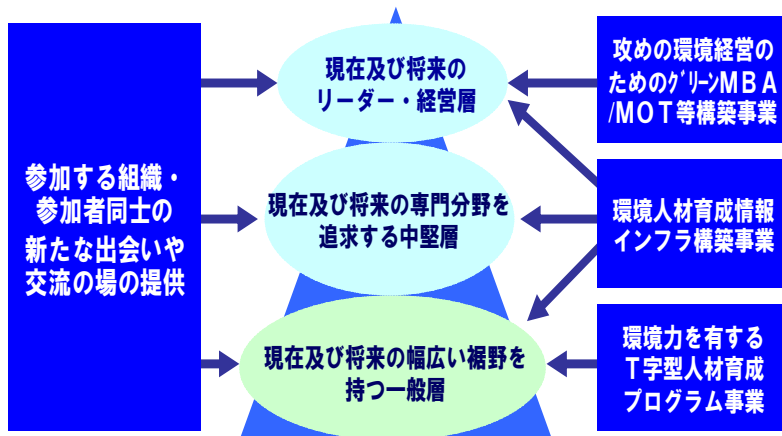 参加する組織・
参加者同士の
新たな出会いや
交流の場の提供
現在及び将来の
リーダー・経営層
現在及び将来の専門分野を
追求する中堅層
現在及び将来の幅広い裾野を
持つ一般層
攻めの環境経営の
ためのｸﾞﾘｰﾝＭＢＡ
/ＭＯＴ等構築事業
環境人材育成情報
インフラ構築事業
環境力を有する
Ｔ字型人材育成
プログラム事業